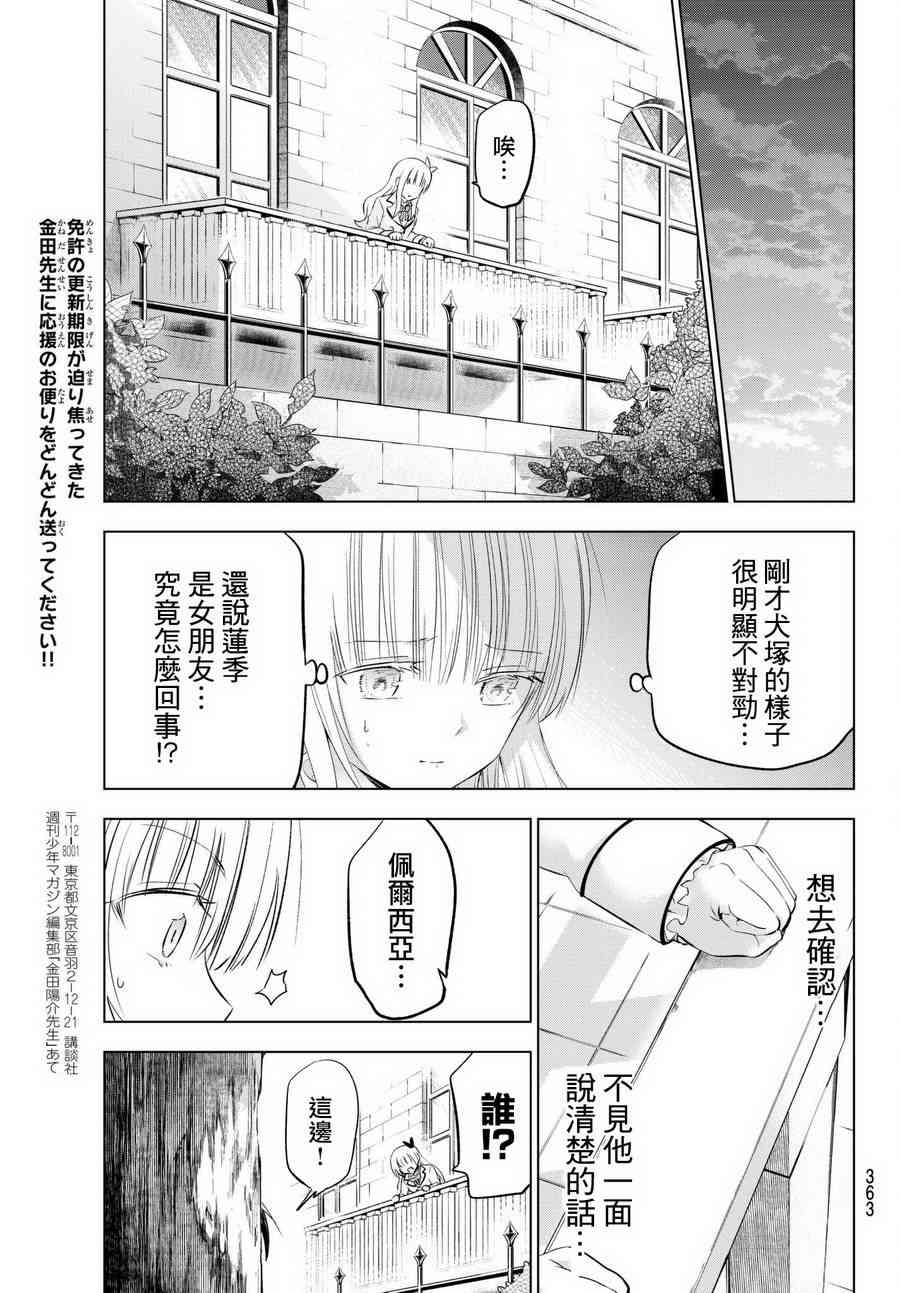 唉…
剛才犬塚的樣子
很明顯不對勁…
還說蓮季
是女朋友…
究竟怎麼回事!?
想去確認…
不見他一面
說清楚的話…
佩爾西亞…
誰!?
這邊！
免許の更新期限が迫り焦ってきた
金田先生に応援のお便りをどんどん送ってください!!
〒112-8001 東京都文京区音羽2-12-21 講談社
週刊少年マガジン編集部「金田陽介先生」あて
363